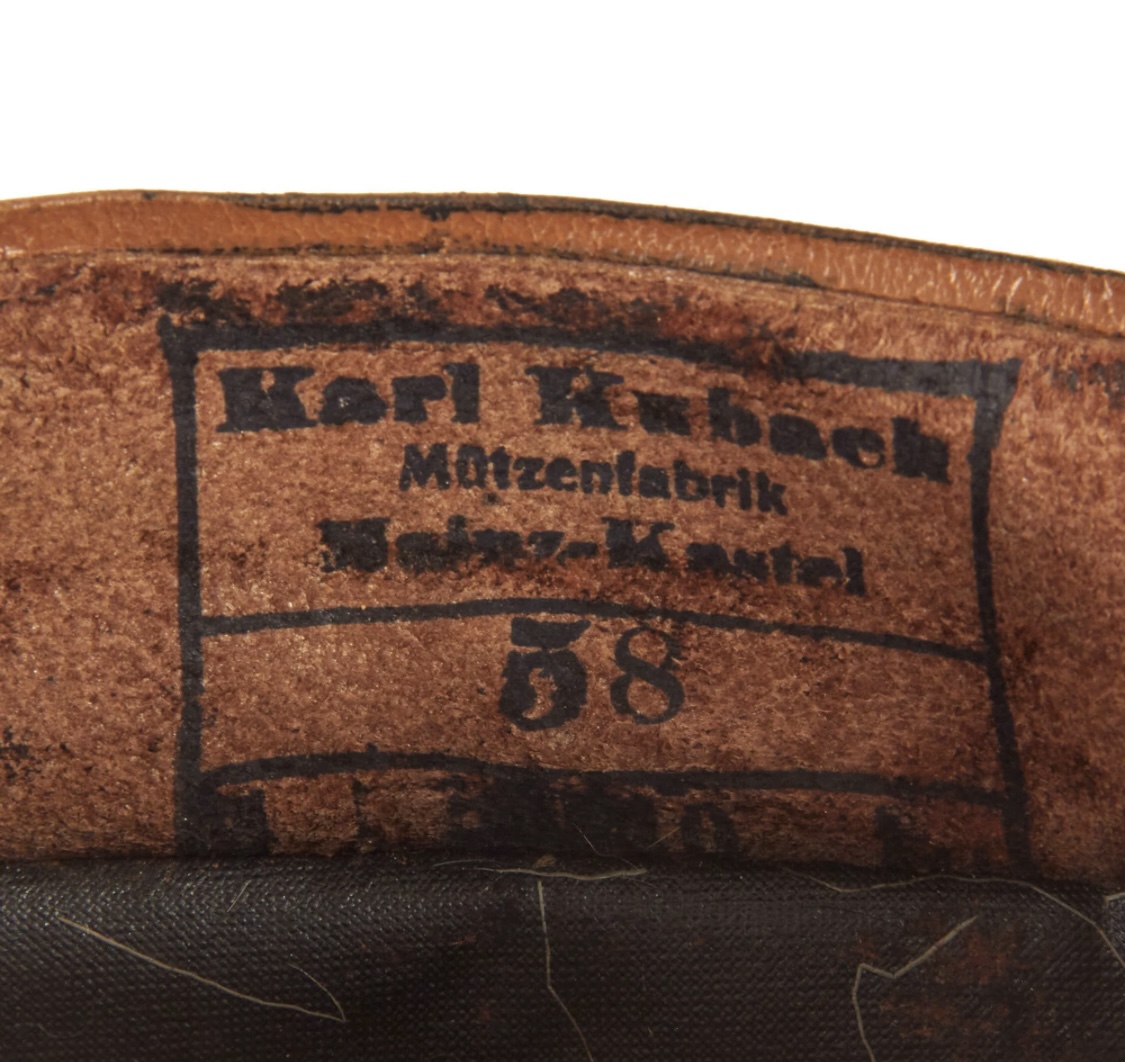 Karl Kubach
Mützenfabrik
Mainz-Kastel
58